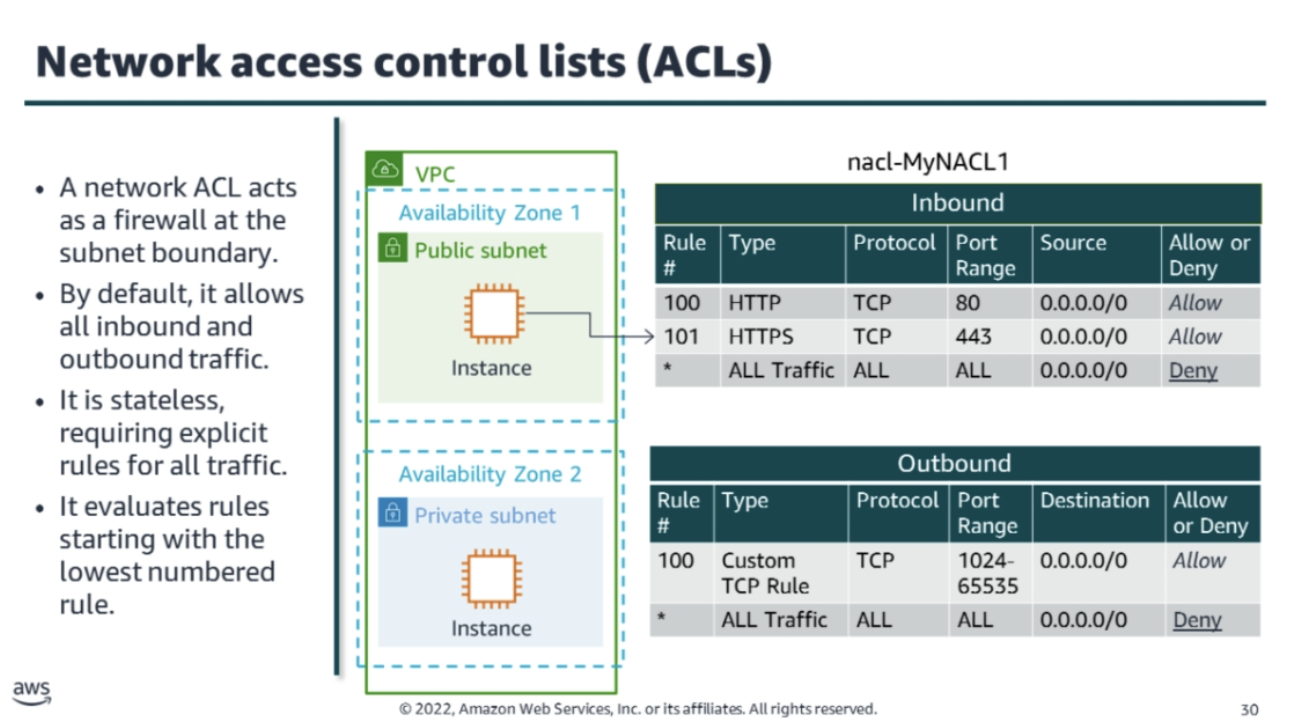 Network access control lists (ACLs)
• A network ACL acts
as a firewall at the
subnet boundary.
• By default, it allows
all inbound and
outbound traffic.
• It is stateless,
requiring explicit
rules for all traffic.
• It evaluates rules
starting with the
lowest numbered
rule.
VPC
Availability Zone 1
Public subnet
Instance
Availability Zone 2
Private subnet
Instance
nacl-MyNACL1
Inbound
Rule # Type Protocol Port Range Source Allow or Deny
100 HTTP TCP 80 0.0.0.0/0 Allow
101 HTTPS TCP 443 0.0.0.0/0 Allow
* ALL Traffic ALL ALL 0.0.0.0/0 Deny
Outbound
Rule # Type Protocol Port Range Destination Allow or Deny
100 Custom TCP Rule TCP 1024-65535 0.0.0.0/0 Allow
* ALL Traffic ALL ALL 0.0.0.0/0 Deny
aws
© 2022, Amazon Web Services, Inc. or its affiliates. All rights reserved.
30